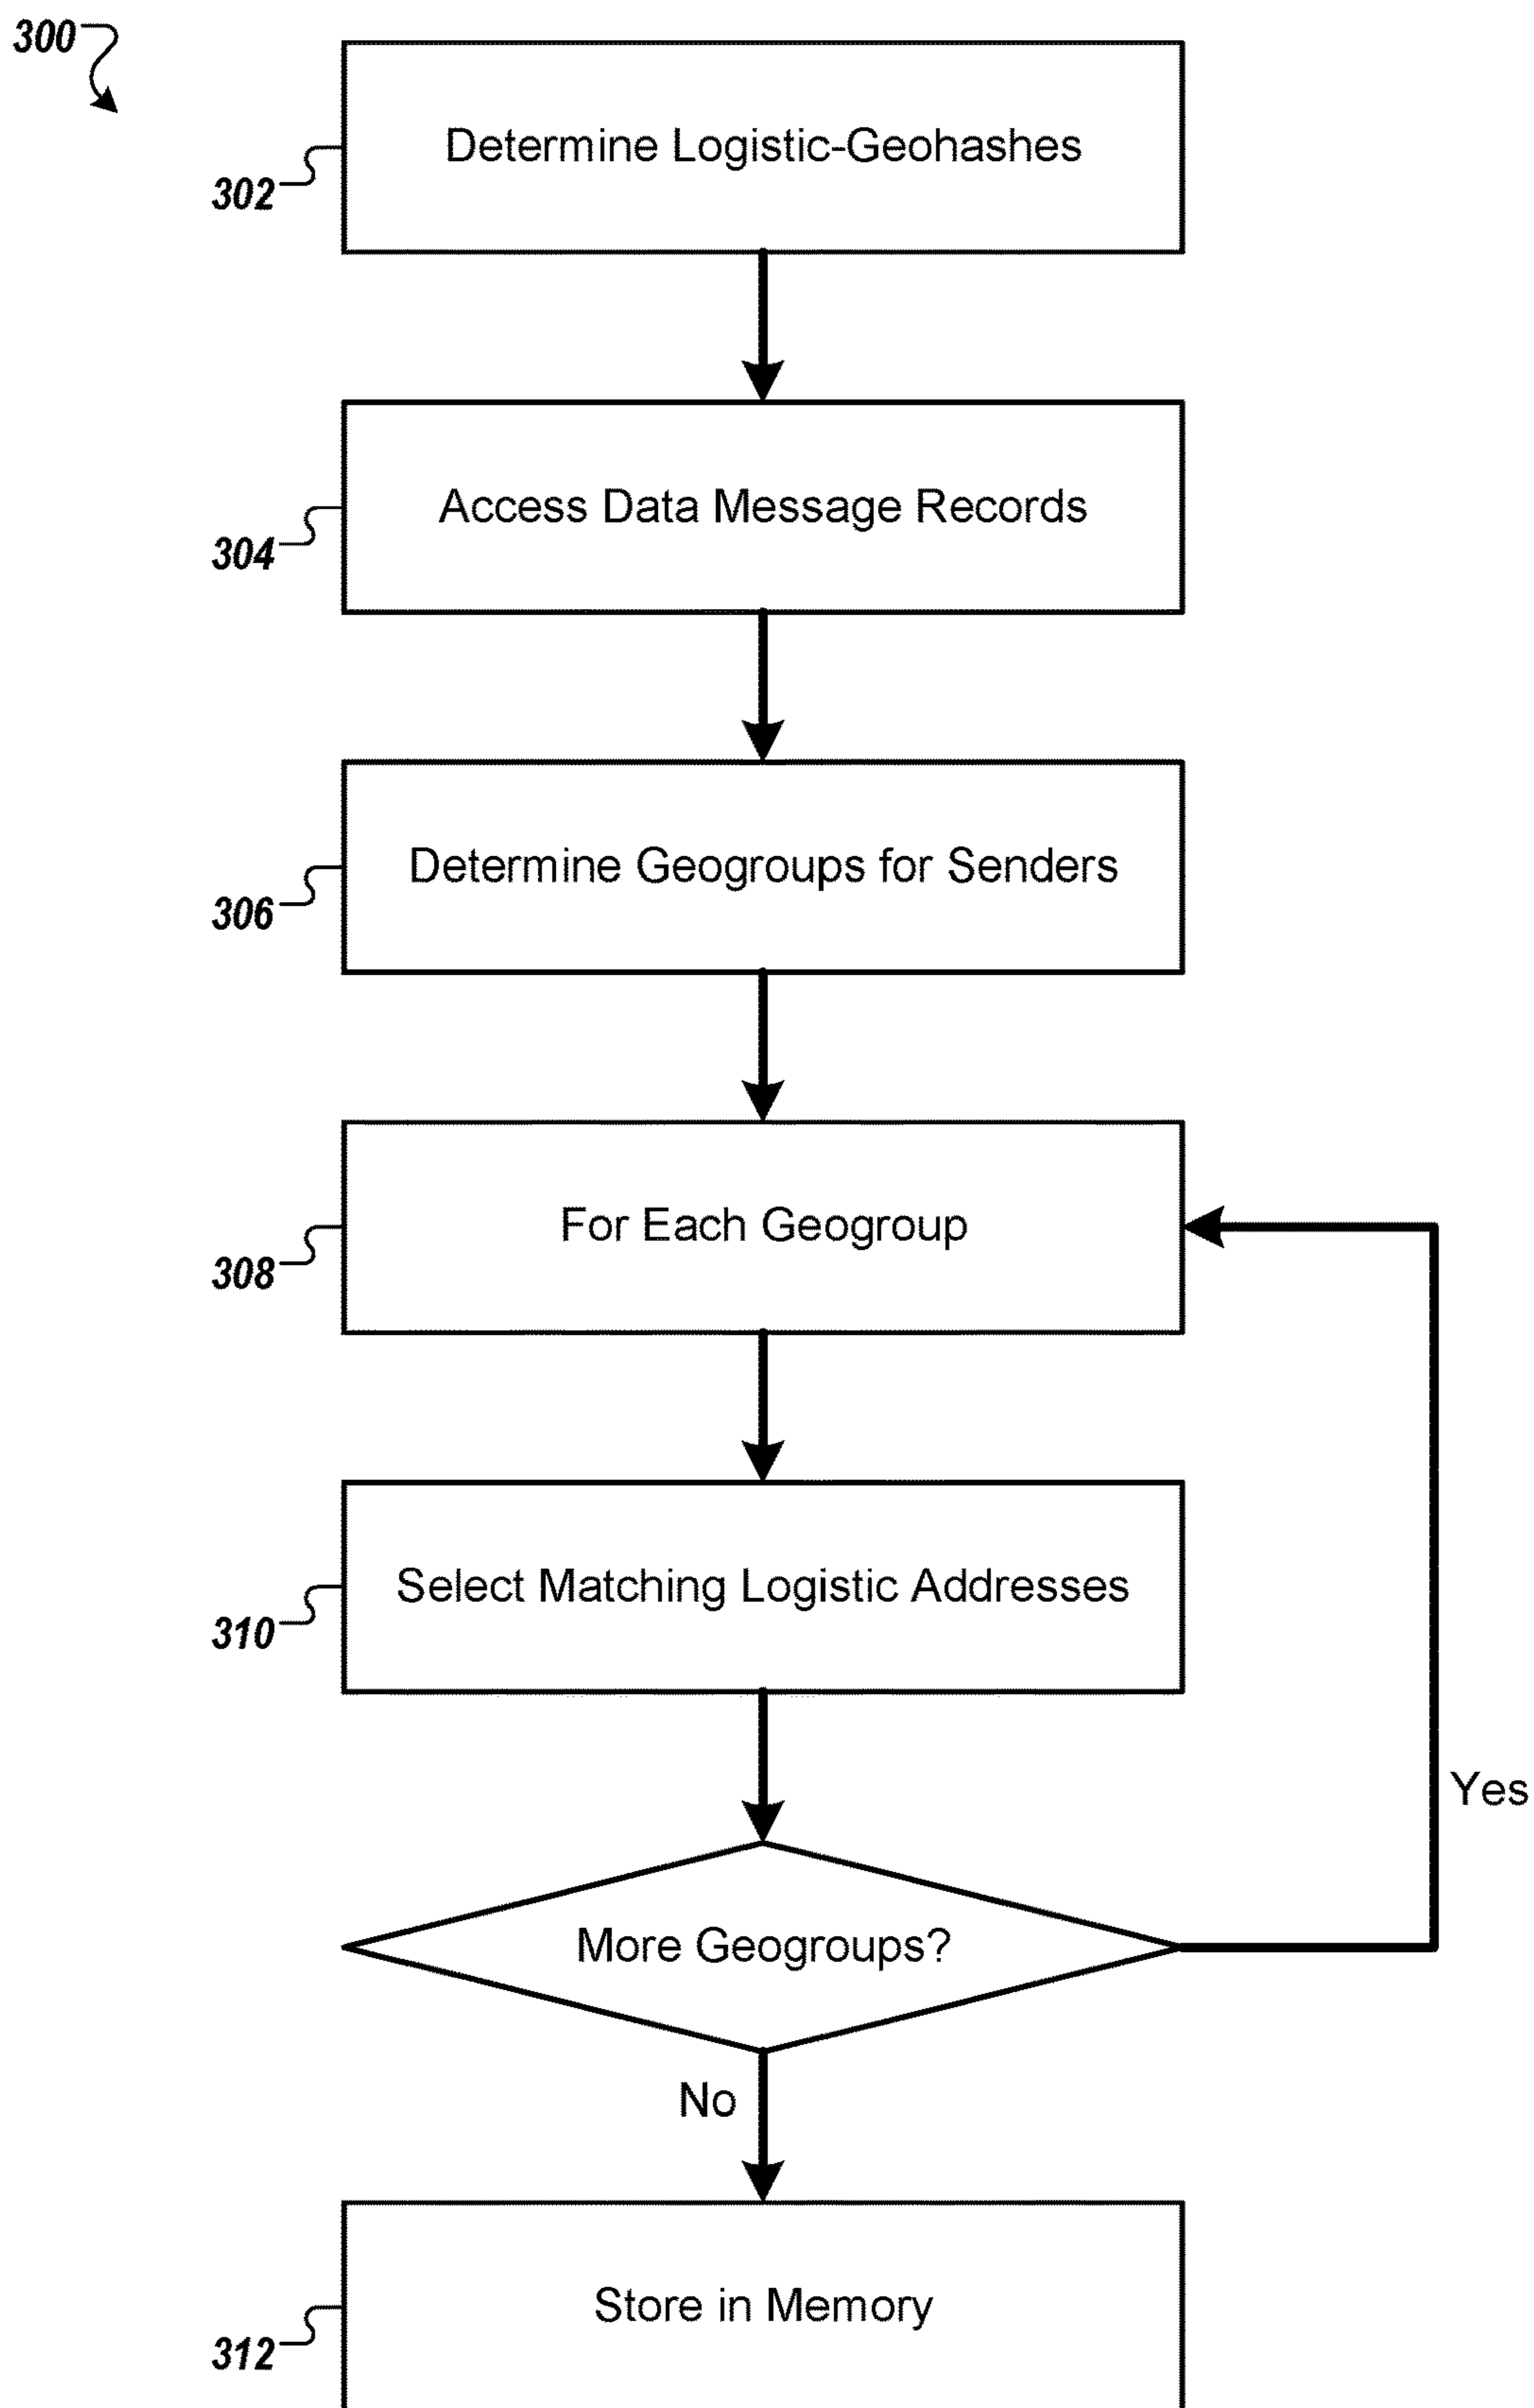 300
Determine Logistic-Geohashes
302
Access Data Message Records
304
Determine Geogroups for Senders
306
For Each Geogroup
308
Select Matching Logistic Addresses
310
Yes
More Geogroups?
No
Store in Memory
312